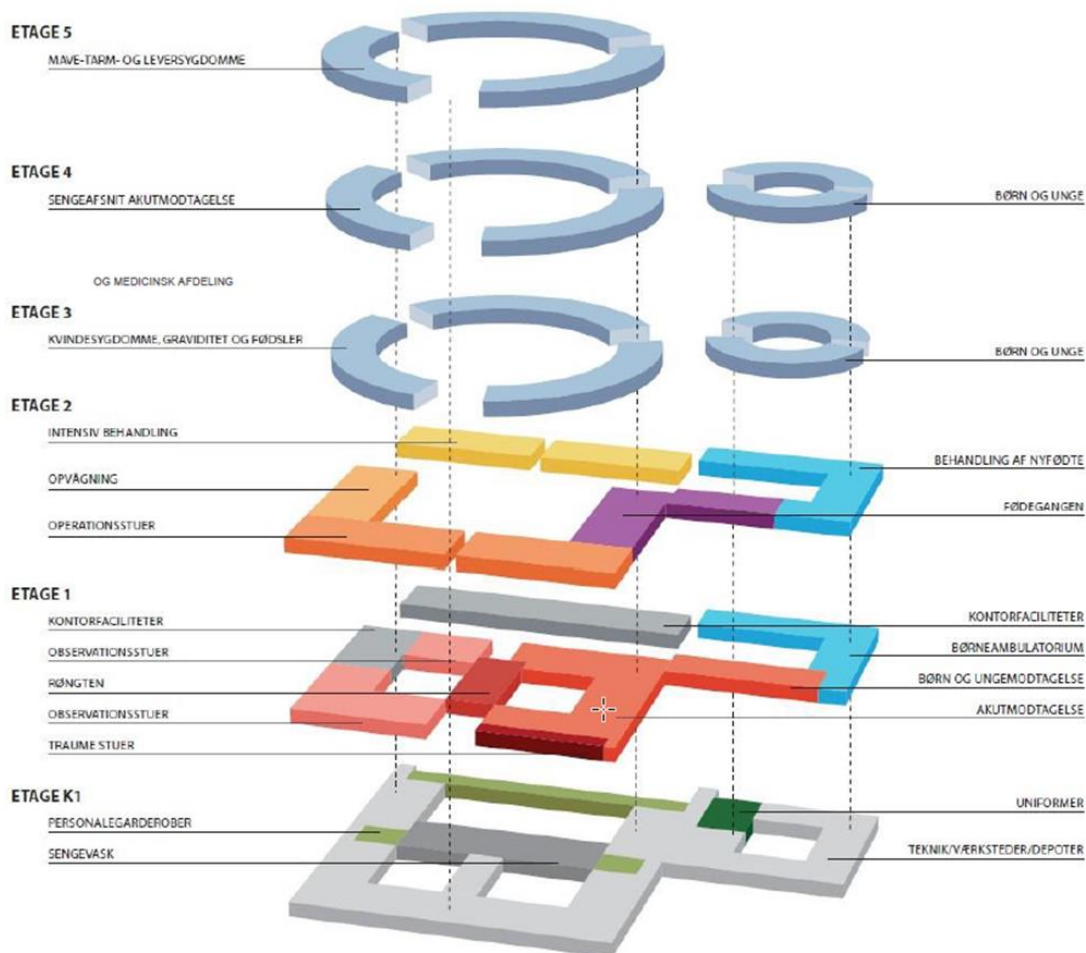 ETAGE 5
MAVE-TARM- OG LEVERSYGDOMME
ETAGE 4
SENGEAFSNIT AKUTMODTAGELSE
BØRN OG UNGE
OG MEDICINSK AFDELING
ETAGE 3
KVINDESYGDOMME, GRAVIDITET OG FØDSLER
BØRN OG UNGE
ETAGE 2
INTENSIV BEHANDLING
BEHANDLING AF NYFØDTE
OPVÅGNING
FØDEGANGEN
OPERATIONSSTUER
ETAGE 1
KONTORFACILITETER
KONTORFACILITETER
OBSERVATIONSSTUER
BØRNEAMBULATORIUM
RØNGTEN
BØRN OG UNGEMODTAGELSE
OBSERVATIONSSTUER
AKUTMODTAGELSE
TRAUME STUER
ETAGE K1
UNIFORMER
PERSONALEGARDEROBER
SENGEVASK
TEKNIK/VÆRKSTEDER/DEPOTER